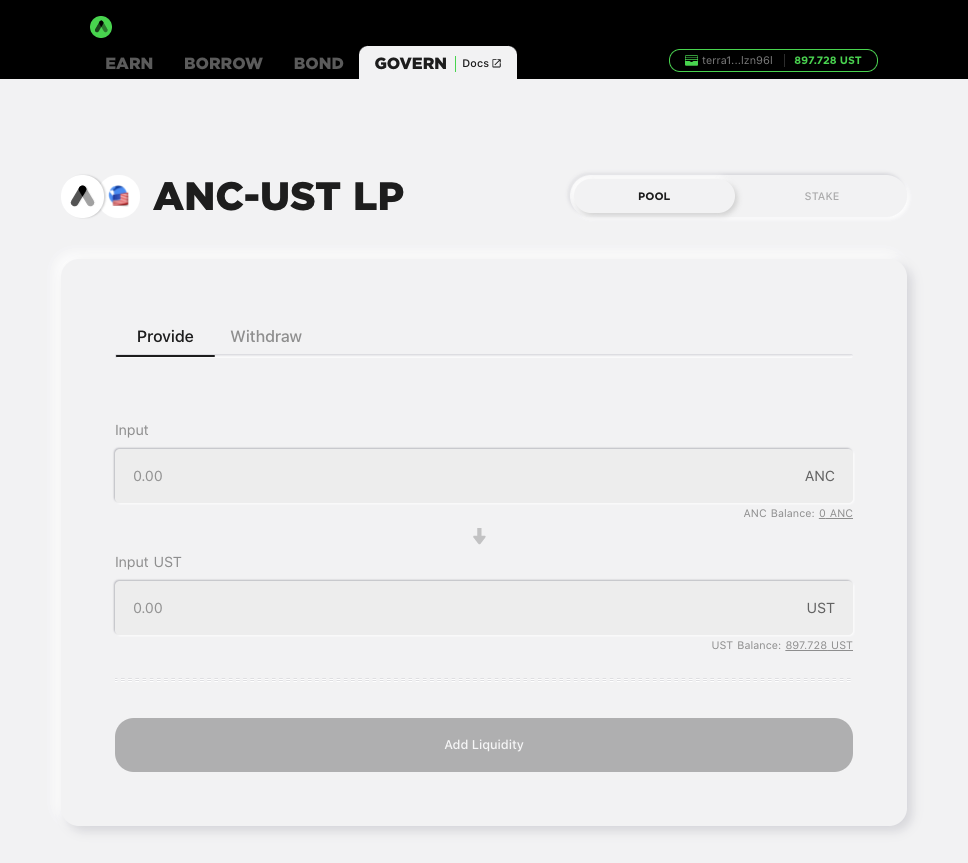 EARN BORROW BOND GOVERN Docs terra1...lzn96l 897.728 UST
ANC-UST LP POOL STAKE
Provide Withdraw
Input
0.00 ANC
ANC Balance: 0 ANC
Input UST
0.00 UST
UST Balance: 897.728 UST
Add Liquidity